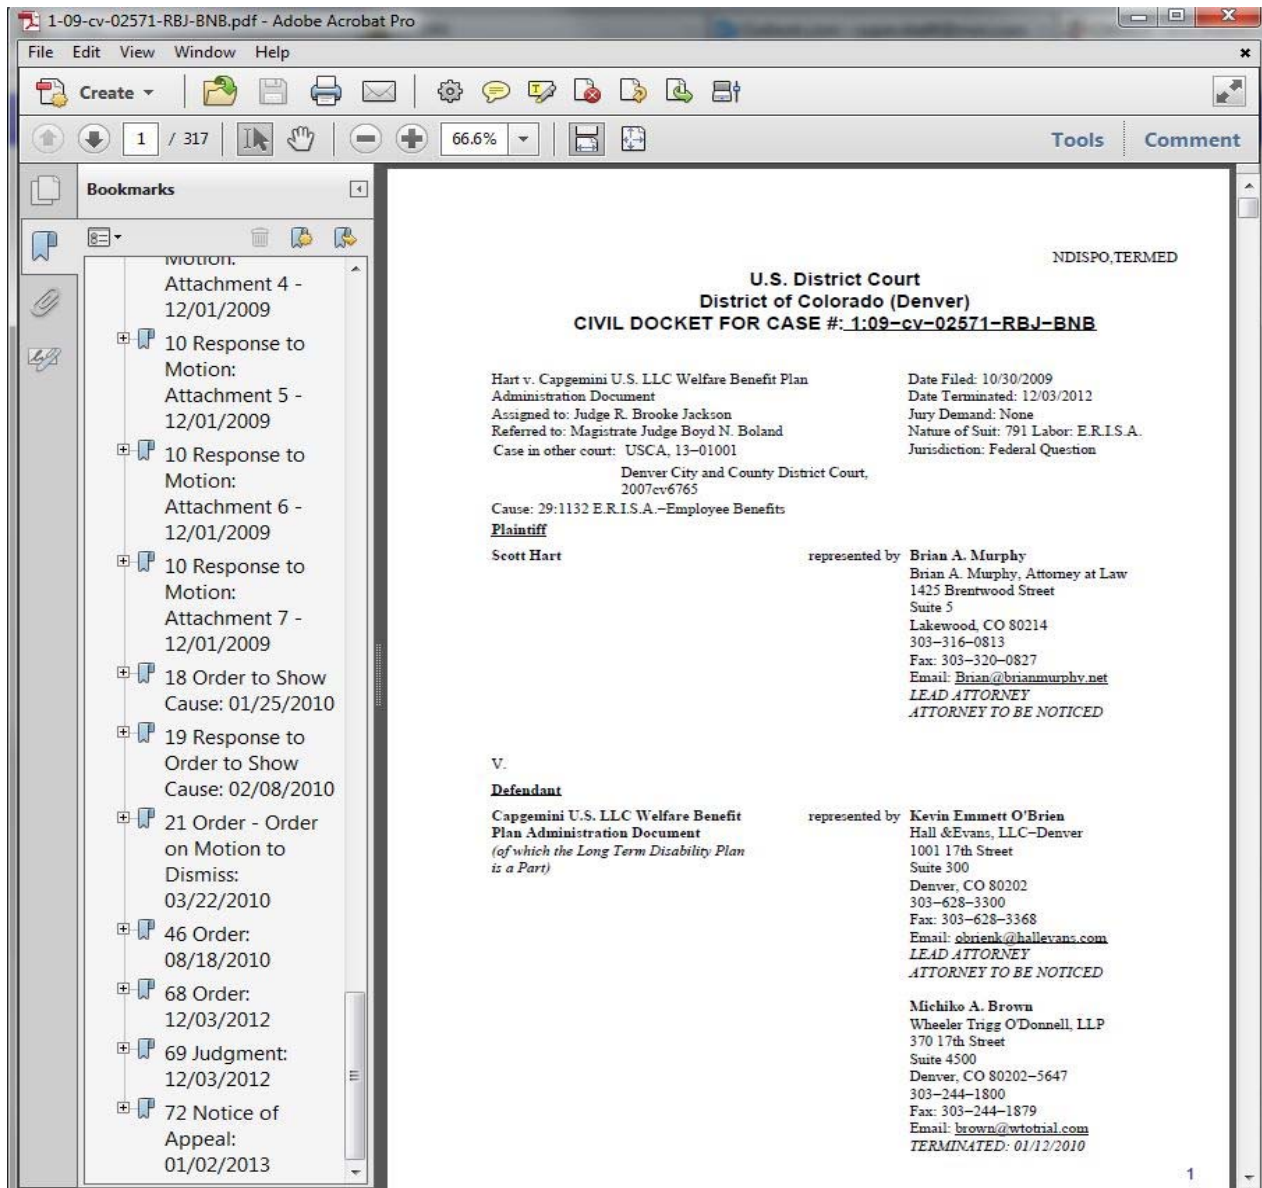 1-09-cv-02571-RBJ-BNB.pdf - Adobe Acrobat Pro
File Edit View Window Help
Create
1 / 317 66.6% Tools Comment
Bookmarks
Motion:
Attachment 4 -
12/01/2009
10 Response to
Motion:
Attachment 5 -
12/01/2009
10 Response to
Motion:
Attachment 6 -
12/01/2009
10 Response to
Motion:
Attachment 7 -
12/01/2009
18 Order to Show
Cause: 01/25/2010
19 Response to
Order to Show
Cause: 02/08/2010
21 Order - Order
on Motion to
Dismiss:
03/22/2010
46 Order:
08/18/2010
68 Order:
12/03/2012
69 Judgment:
12/03/2012
72 Notice of
Appeal:
01/02/2013
NDISPO,TERMED
U.S. District Court
District of Colorado (Denver)
CIVIL DOCKET FOR CASE #: 1:09−cv−02571−RBJ−BNB
Hart v. Capgemini U.S. LLC Welfare Benefit Plan
Administration Document
Assigned to: Judge R. Brooke Jackson
Referred to: Magistrate Judge Boyd N. Boland
Case in other court: USCA, 13−01001
Denver City and County District Court,
2007cv6765
Cause: 29:1132 E.R.I.S.A.−Employee Benefits
Date Filed: 10/30/2009
Date Terminated: 12/03/2012
Jury Demand: None
Nature of Suit: 791 Labor: E.R.I.S.A.
Jurisdiction: Federal Question
Plaintiff
Scott Hart represented by Brian A. Murphy
Brian A. Murphy, Attorney at Law
1425 Brentwood Street
Suite 5
Lakewood, CO 80214
303−316−0813
Fax: 303−320−0827
Email: Brian@brianmurphy.net
LEAD ATTORNEY
ATTORNEY TO BE NOTICED
V.
Defendant
Capgemini U.S. LLC Welfare Benefit
Plan Administration Document
(of which the Long Term Disability Plan
is a Part)
represented by Kevin Emmett O'Brien
Hall &Evans, LLC−Denver
1001 17th Street
Suite 300
Denver, CO 80202
303−628−3300
Fax: 303−628−3368
Email: obrienk@hallevans.com
LEAD ATTORNEY
ATTORNEY TO BE NOTICED
Michiko A. Brown
Wheeler Trigg O'Donnell, LLP
370 17th Street
Suite 4500
Denver, CO 80202−5647
303−244−1800
Fax: 303−244−1879
Email: brown@wtotrial.com
TERMINATED: 01/12/2010
1